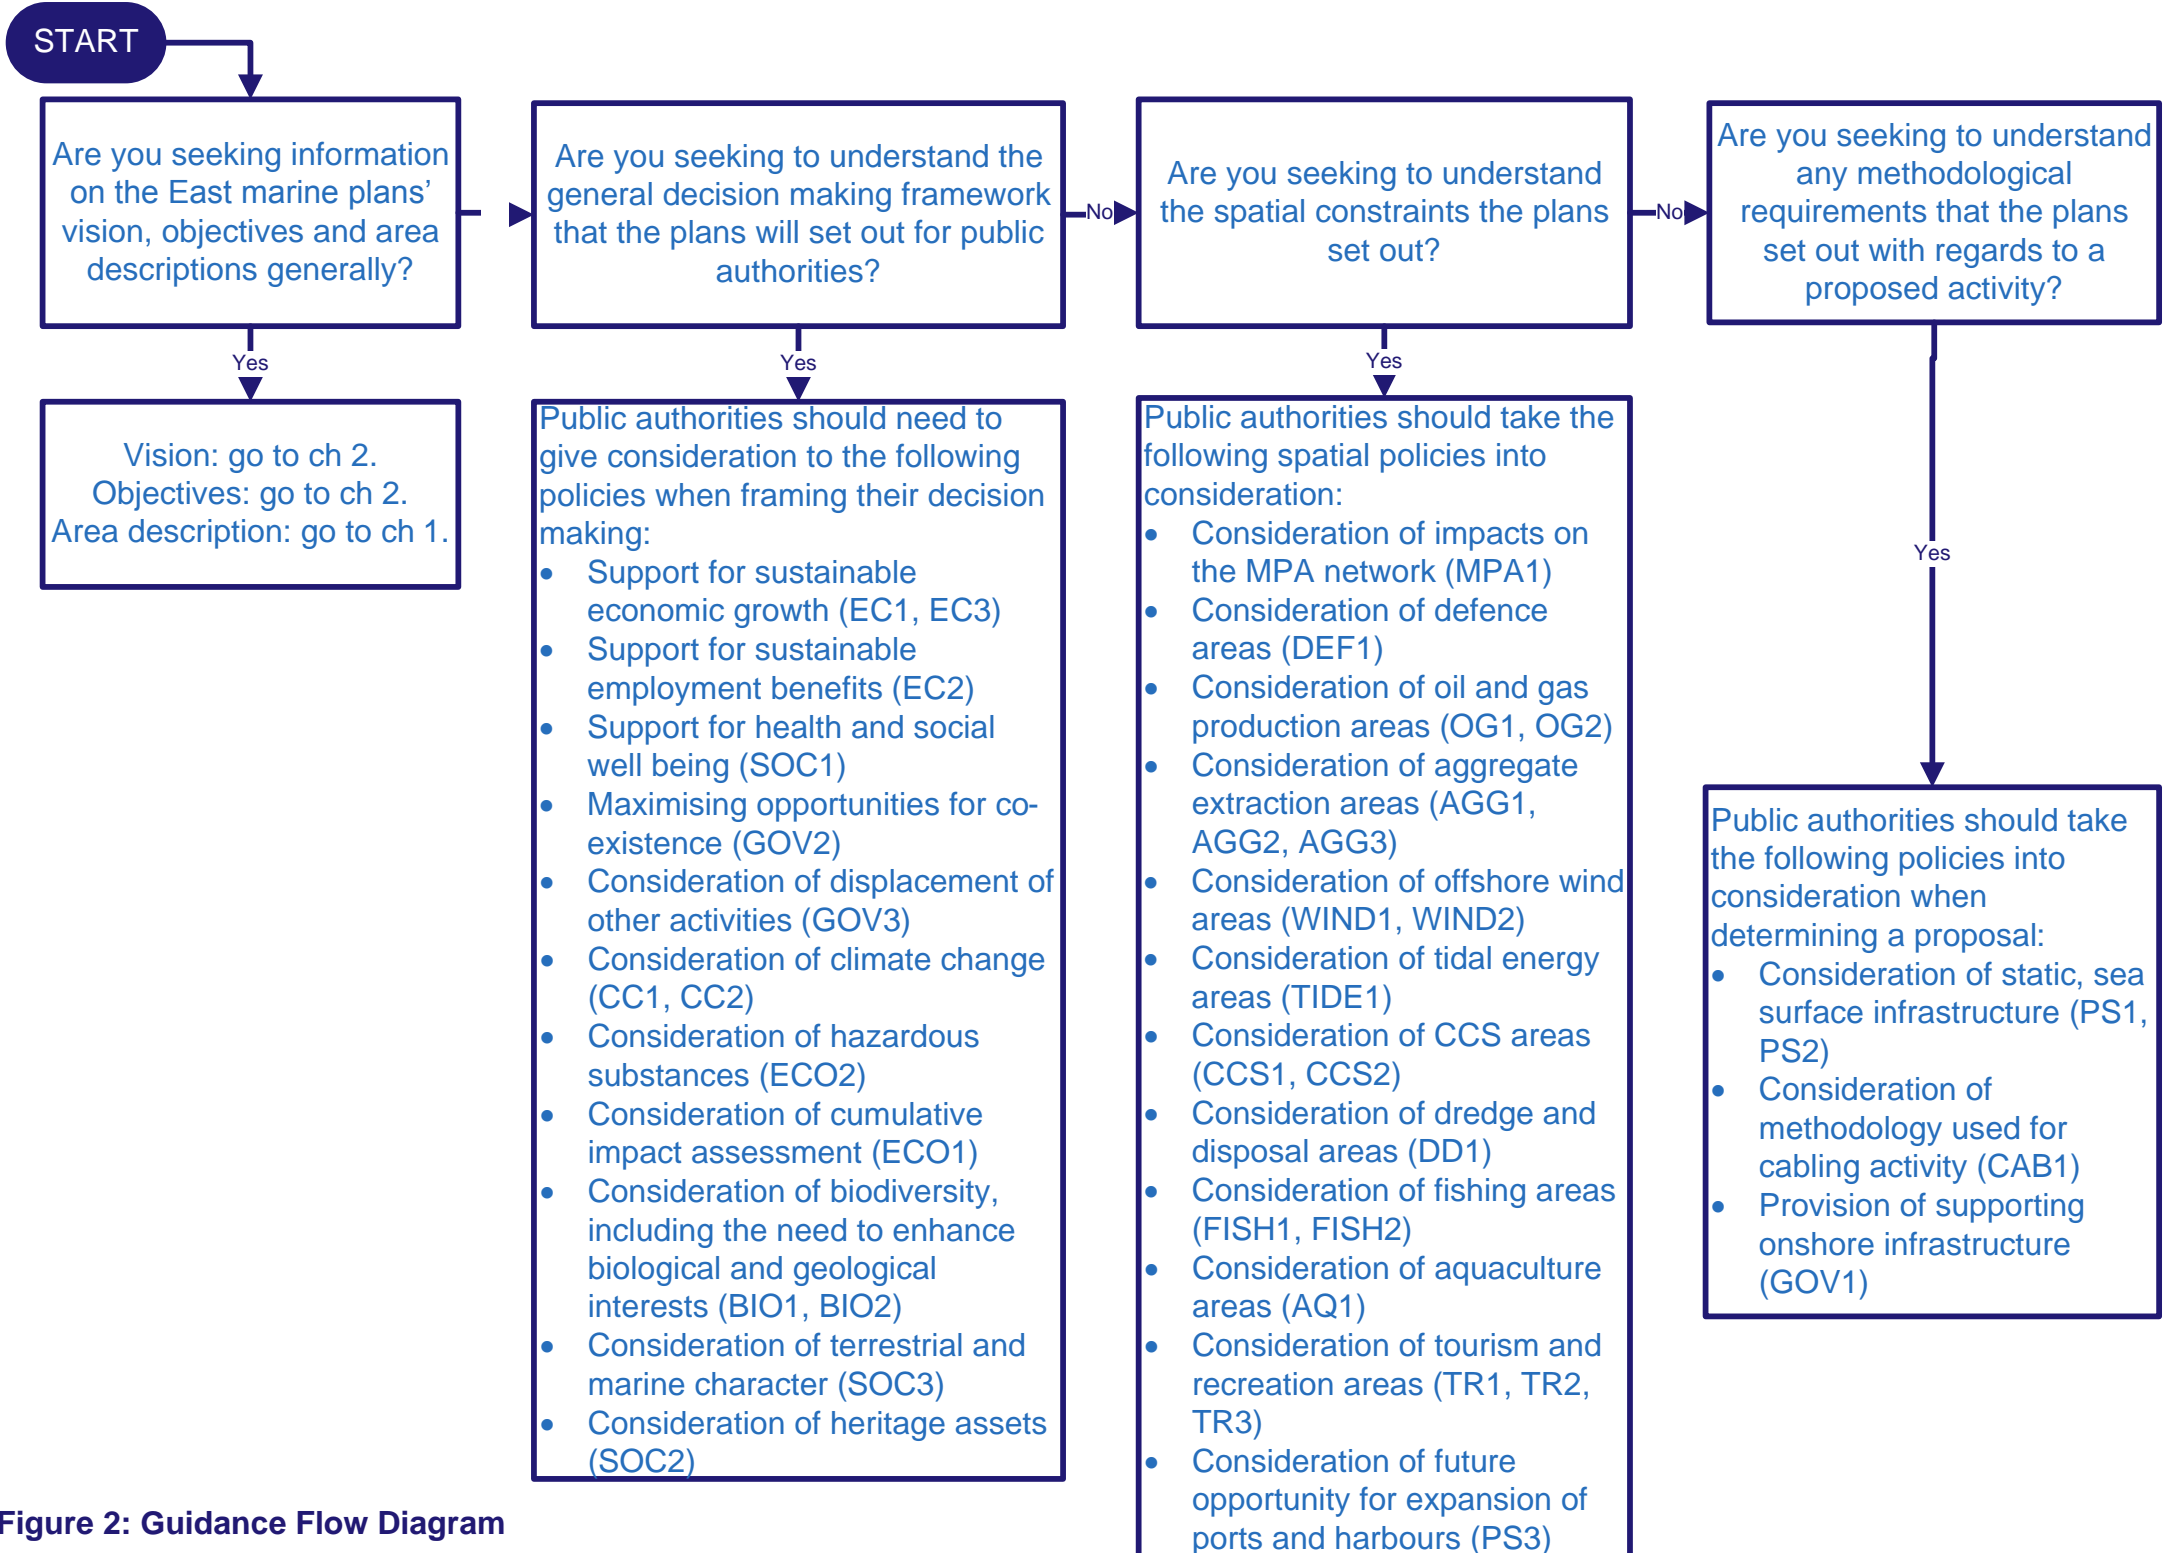 START
Are you seeking information
on the East marine plans’
vision, objectives and area
descriptions generally?
Yes
Vision: go to ch 2.
Objectives: go to ch 2.
Area description: go to ch 1.
Are you seeking to understand the
general decision making framework
that the plans will set out for public
authorities?
No
Yes
Public authorities should need to
give consideration to the following
policies when framing their decision
making:
• Support for sustainable
economic growth (EC1, EC3)
• Support for sustainable
employment benefits (EC2)
• Support for health and social
well being (SOC1)
• Maximising opportunities for co-
existence (GOV2)
• Consideration of displacement of
other activities (GOV3)
• Consideration of climate change
(CC1, CC2)
• Consideration of hazardous
substances (ECO2)
• Consideration of cumulative
impact assessment (ECO1)
• Consideration of biodiversity,
including the need to enhance
biological and geological
interests (BIO1, BIO2)
• Consideration of terrestrial and
marine character (SOC3)
• Consideration of heritage assets
(SOC2)
Are you seeking to understand
the spatial constraints the plans
set out?
No
Yes
Public authorities should take the
following spatial policies into
consideration:
• Consideration of impacts on
the MPA network (MPA1)
• Consideration of defence
areas (DEF1)
• Consideration of oil and gas
production areas (OG1, OG2)
• Consideration of aggregate
extraction areas (AGG1,
AGG2, AGG3)
• Consideration of offshore wind
areas (WIND1, WIND2)
• Consideration of tidal energy
areas (TIDE1)
• Consideration of CCS areas
(CCS1, CCS2)
• Consideration of dredge and
disposal areas (DD1)
• Consideration of fishing areas
(FISH1, FISH2)
• Consideration of aquaculture
areas (AQ1)
• Consideration of tourism and
recreation areas (TR1, TR2,
TR3)
• Consideration of future
opportunity for expansion of
ports and harbours (PS3)
Are you seeking to understand
any methodological
requirements that the plans
set out with regards to a
proposed activity?
Yes
Public authorities should take
the following policies into
consideration when
determining a proposal:
• Consideration of static, sea
surface infrastructure (PS1,
PS2)
• Consideration of
methodology used for
cabling activity (CAB1)
• Provision of supporting
onshore infrastructure
(GOV1)
Figure 2: Guidance Flow Diagram